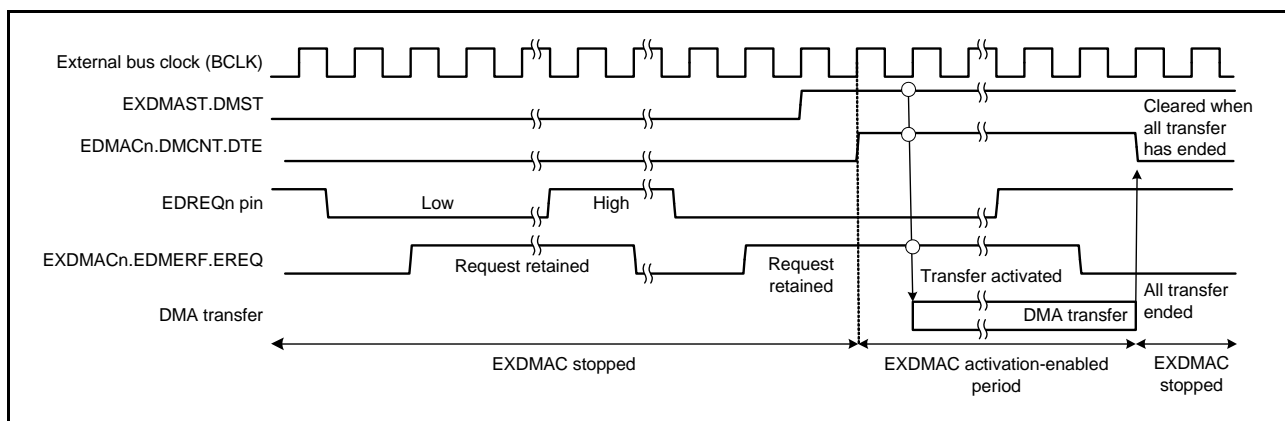 External bus clock (BCLK)
EXDMAST.DMST
Cleared when
all transfer
has ended
EDMACn.DMCNT.DTE
EDREQn pin
Low
High
EXDMACn.EDMERF.EREQ
Request retained
Request
retained
Transfer activated
DMA transfer
DMA transfer
All transfer
ended
EXDMAC stopped
EXDMAC activation-enabled
period
EXDMAC
stopped